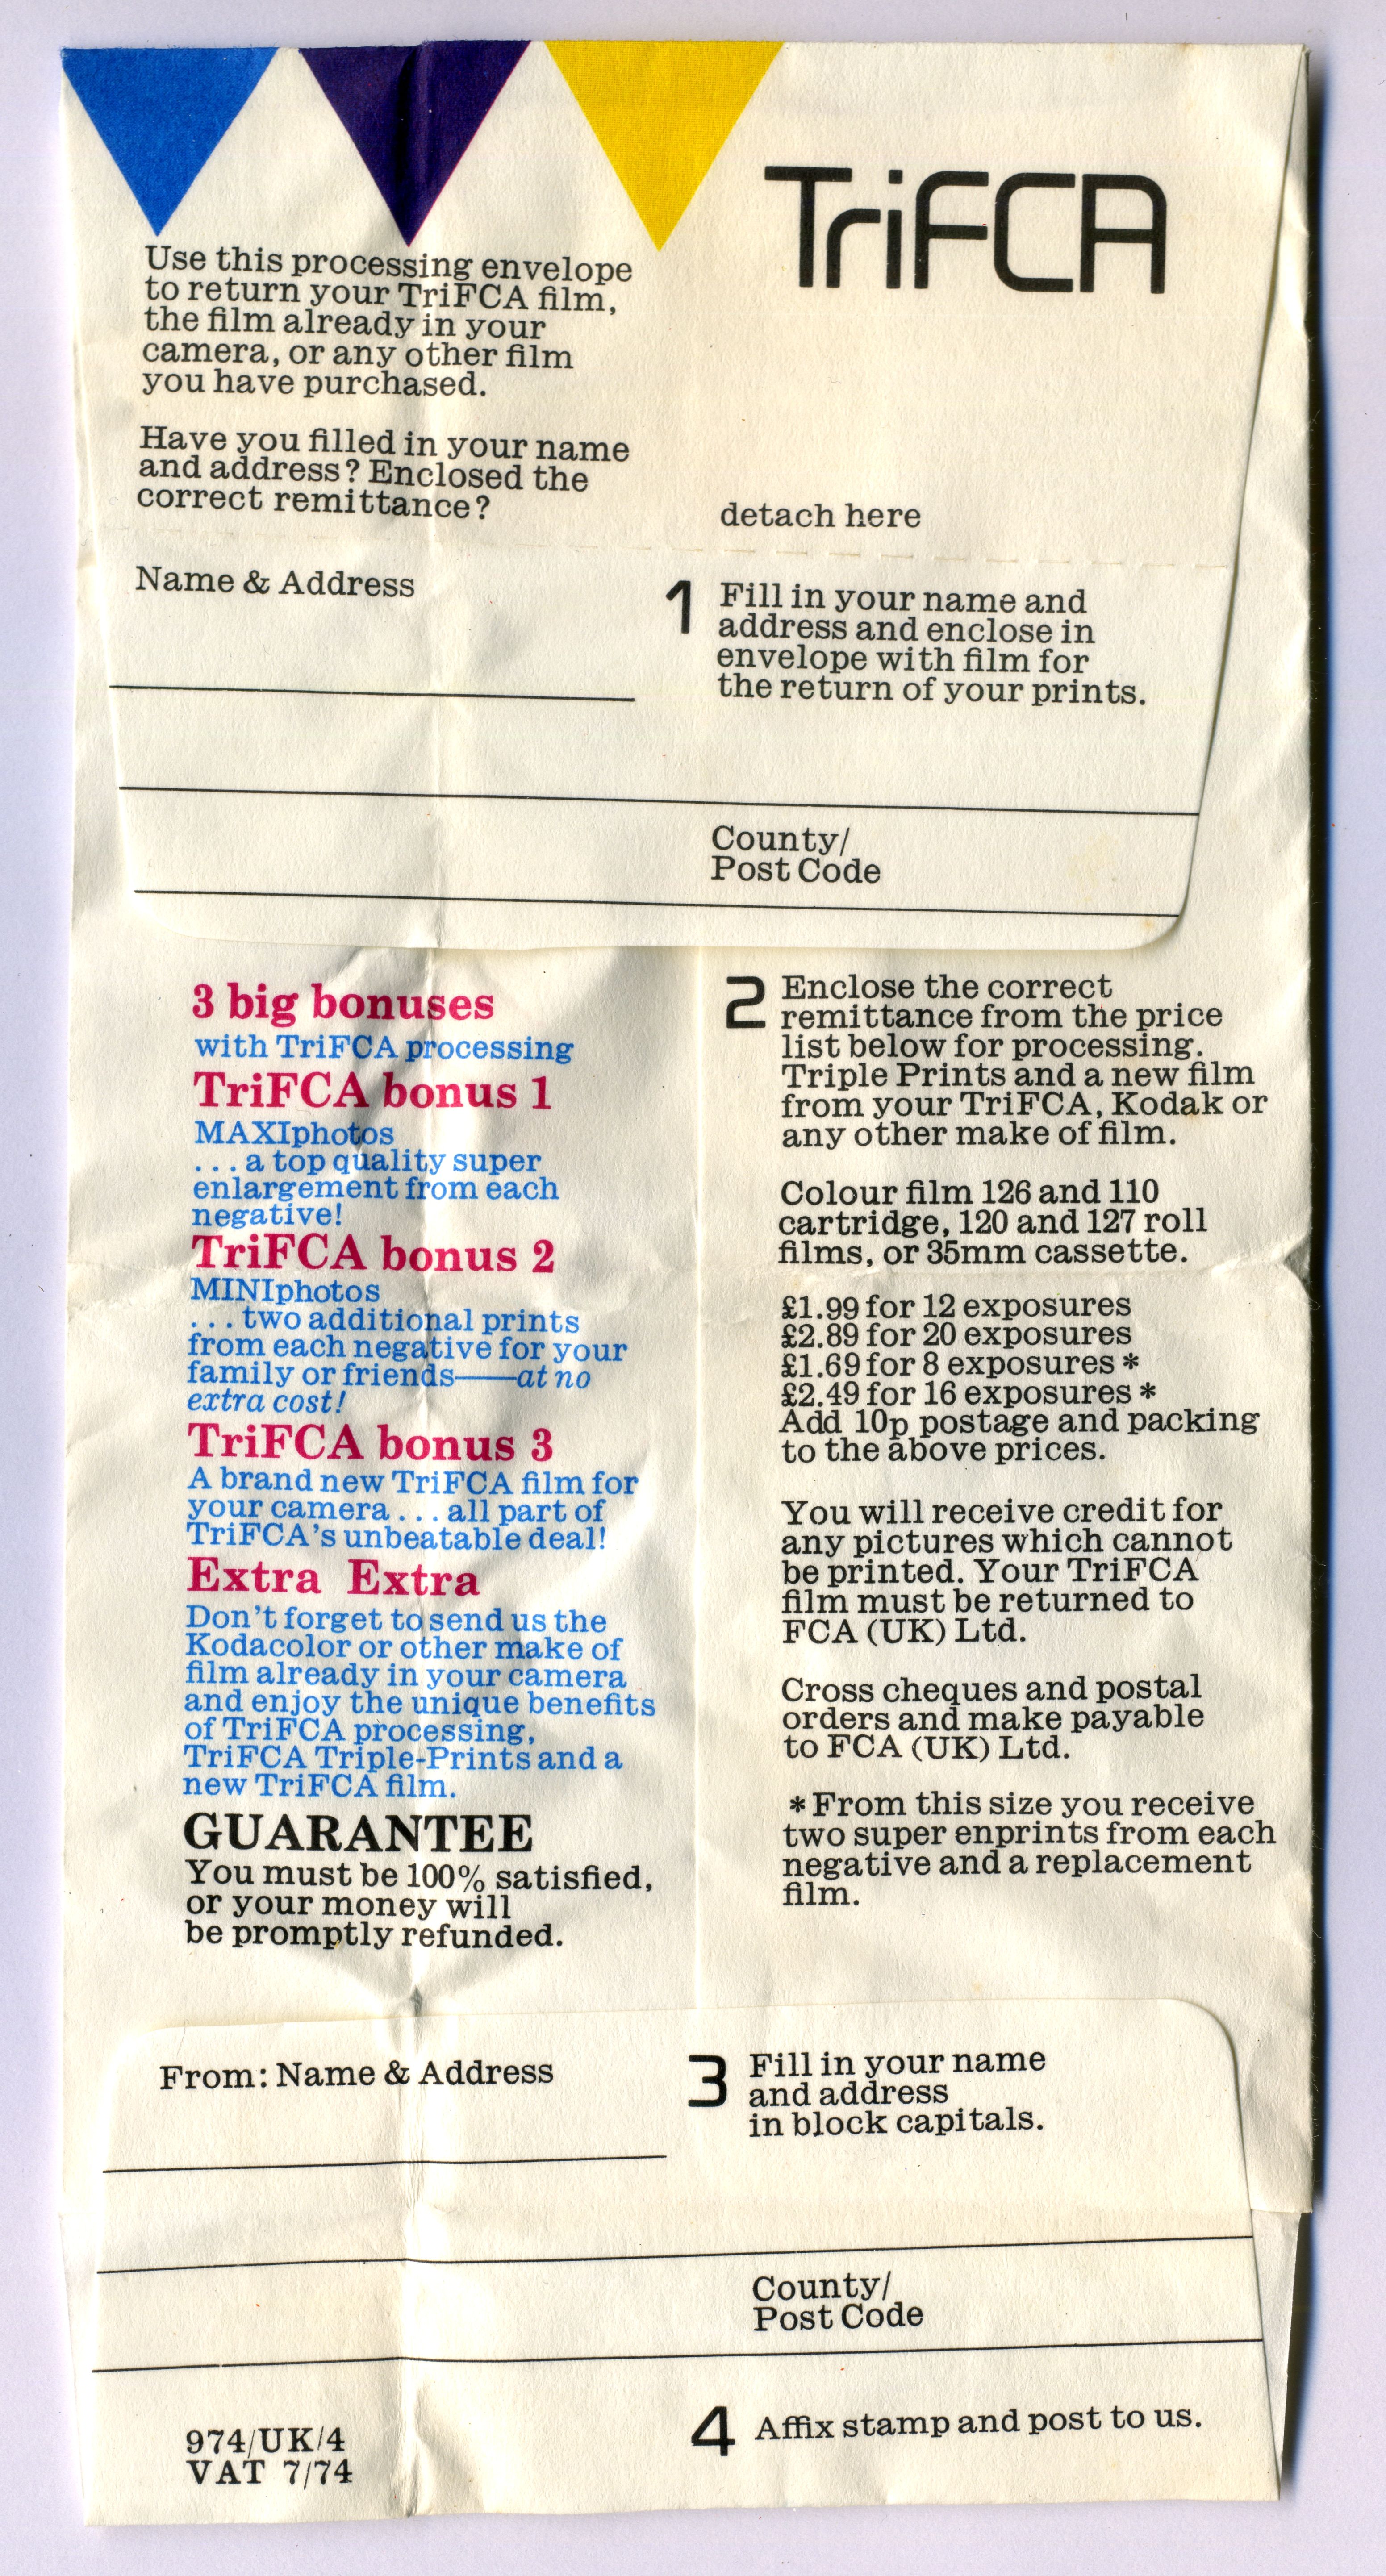 TriFCA
Use this processing envelope
to return your TriFCA film,
the film already in your
camera, or any other film
you have purchased.
Have you filled in your name
and address? Enclosed the
correct remittance?
detach here
Name & Address
1 Fill in your name and
address and enclose in
envelope with film for
the return of your prints.
County/
Post Code
3 big bonuses
with TriFCA processing
TriFCA bonus 1
MAXIphotos
...a top quality super
enlargement from each
negative!
TriFCA bonus 2
MINIphotos
...two additional prints
from each negative for your
family or friends——at no
extra cost!
TriFCA bonus 3
A brand new TriFCA film for
your camera...all part of
TriFCA's unbeatable deal!
Extra Extra
Don't forget to send us the
Kodacolor or other make of
film already in your camera
and enjoy the unique benefits
of TriFCA processing,
TriFCA Triple-Prints and a
new TriFCA film.
GUARANTEE
You must be 100% satisfied,
or your money will
be promptly refunded.
2 Enclose the correct
remittance from the price
list below for processing.
Triple Prints and a new film
from your TriFCA, Kodak or
any other make of film.
Colour film 126 and 110
cartridge, 120 and 127 roll
films, or 35mm cassette.
£1.99 for 12 exposures
£2.89 for 20 exposures
£1.69 for 8 exposures *
£2.49 for 16 exposures *
Add 10p postage and packing
to the above prices.
You will receive credit for
any pictures which cannot
be printed. Your TriFCA
film must be returned to
FCA (UK) Ltd.
Cross cheques and postal
orders and make payable
to FCA (UK) Ltd.
* From this size you receive
two super enprints from each
negative and a replacement
film.
From: Name & Address
3 Fill in your name
and address
in block capitals.
County/
Post Code
4 Affix stamp and post to us.
974/UK/4
VAT 7/74